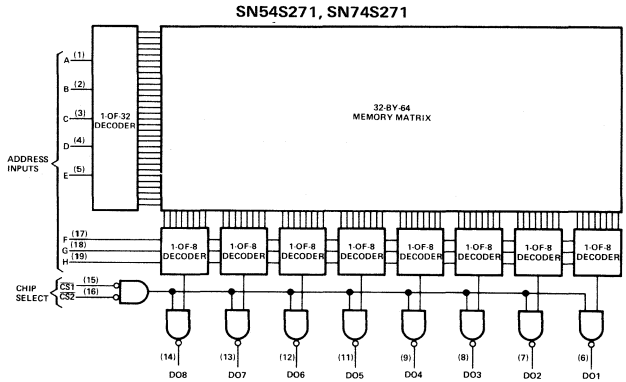 SN54S271, SN74S271
A (1)
B (2)
C (3)
D (4)
E (5)
1-OF-32
DECODER
32-BY-64
MEMORY MATRIX
ADDRESS
INPUTS
F (17)
G (18)
H (19)
1-OF-8
DECODER
1-OF-8
DECODER
1-OF-8
DECODER
1-OF-8
DECODER
1-OF-8
DECODER
1-OF-8
DECODER
1-OF-8
DECODER
1-OF-8
DECODER
CHIP
SELECT
CS1 (15)
CS2 (16)
(14) (13) (12) (11) (9) (8) (7) (6)
DO8 DO7 DO6 DO5 DO4 DO3 DO2 DO1